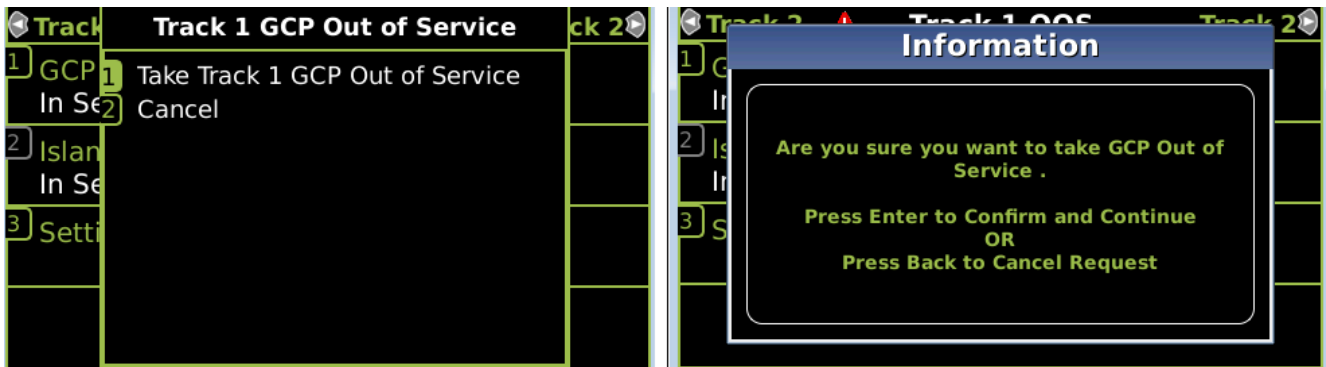 Track
Track 1 GCP Out of Service
ck 2
1 GCP
In Se
1 Take Track 1 GCP Out of Service
2 Cancel
2 Islan
In Se
3 Setti
Track 2
Track 1 OOS
Track 2
Information
1 G
In
2 Is
In
3 S
Are you sure you want to take GCP Out of
Service .
Press Enter to Confirm and Continue
OR
Press Back to Cancel Request